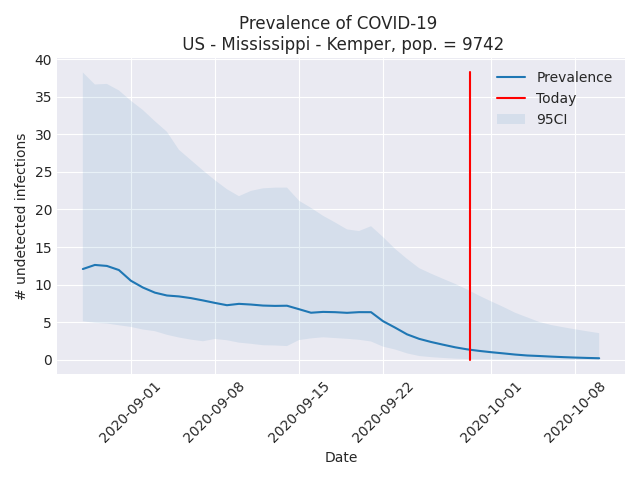 Prevalence of COVID-19
US - Mississippi - Kemper, pop. = 9742
40
35
30
25
20
15
10
5
0
# undetected infections
Prevalence
Today
95CI
2020-09-01
2020-09-08
2020-09-15
2020-09-22
2020-10-01
2020-10-08
Date